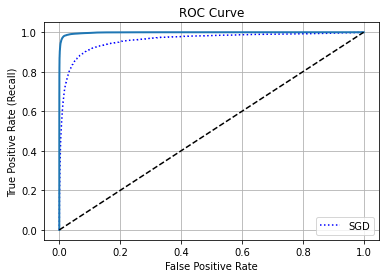 ROC Curve
True Positive Rate (Recall)
1.0
0.8
0.6
0.4
0.2
0.0
0.0 0.2 0.4 0.6 0.8 1.0
False Positive Rate
SGD